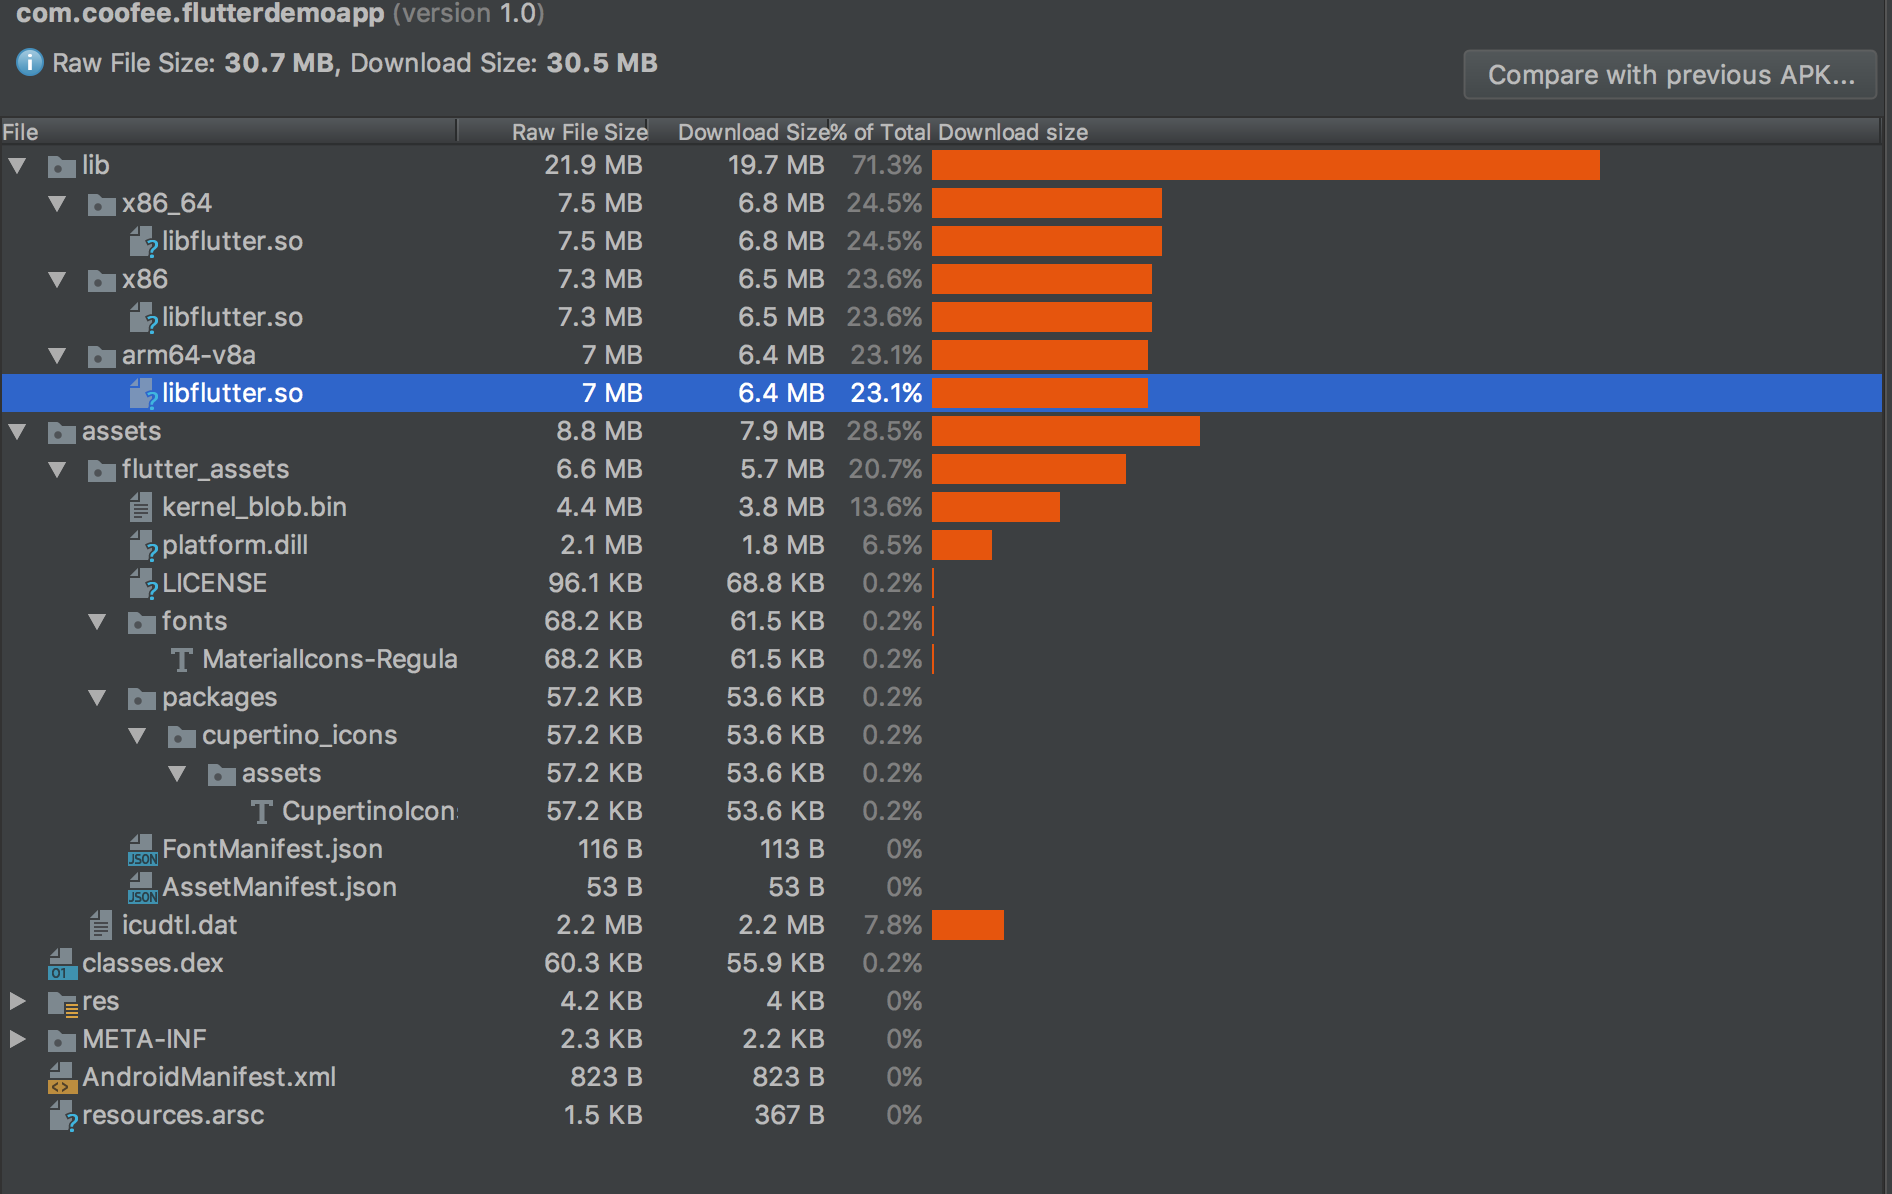 com.coofee.flutterdemoapp (version 1.0)
Raw File Size: 30.7 MB, Download Size: 30.5 MB
Compare with previous APK...
File Raw File Size Download Size % of Total Download size
lib 21.9 MB 19.7 MB 71.3%
x86_64 7.5 MB 6.8 MB 24.5%
libflutter.so 7.5 MB 6.8 MB 24.5%
x86 7.3 MB 6.5 MB 23.6%
libflutter.so 7.3 MB 6.5 MB 23.6%
arm64-v8a 7 MB 6.4 MB 23.1%
libflutter.so 7 MB 6.4 MB 23.1%
assets 8.8 MB 7.9 MB 28.5%
flutter_assets 6.6 MB 5.7 MB 20.7%
kernel_blob.bin 4.4 MB 3.8 MB 13.6%
platform.dill 2.1 MB 1.8 MB 6.5%
LICENSE 96.1 KB 68.8 KB 0.2%
fonts 68.2 KB 61.5 KB 0.2%
MaterialIcons-Regula 68.2 KB 61.5 KB 0.2%
packages 57.2 KB 53.6 KB 0.2%
cupertino_icons 57.2 KB 53.6 KB 0.2%
assets 57.2 KB 53.6 KB 0.2%
CupertinoIcon 57.2 KB 53.6 KB 0.2%
FontManifest.json 116 B 113 B 0%
AssetManifest.json 53 B 53 B 0%
icudtl.dat 2.2 MB 2.2 MB 7.8%
classes.dex 60.3 KB 55.9 KB 0.2%
res 4.2 KB 4 KB 0%
META-INF 2.3 KB 2.2 KB 0%
AndroidManifest.xml 823 B 823 B 0%
resources.arsc 1.5 KB 367 B 0%